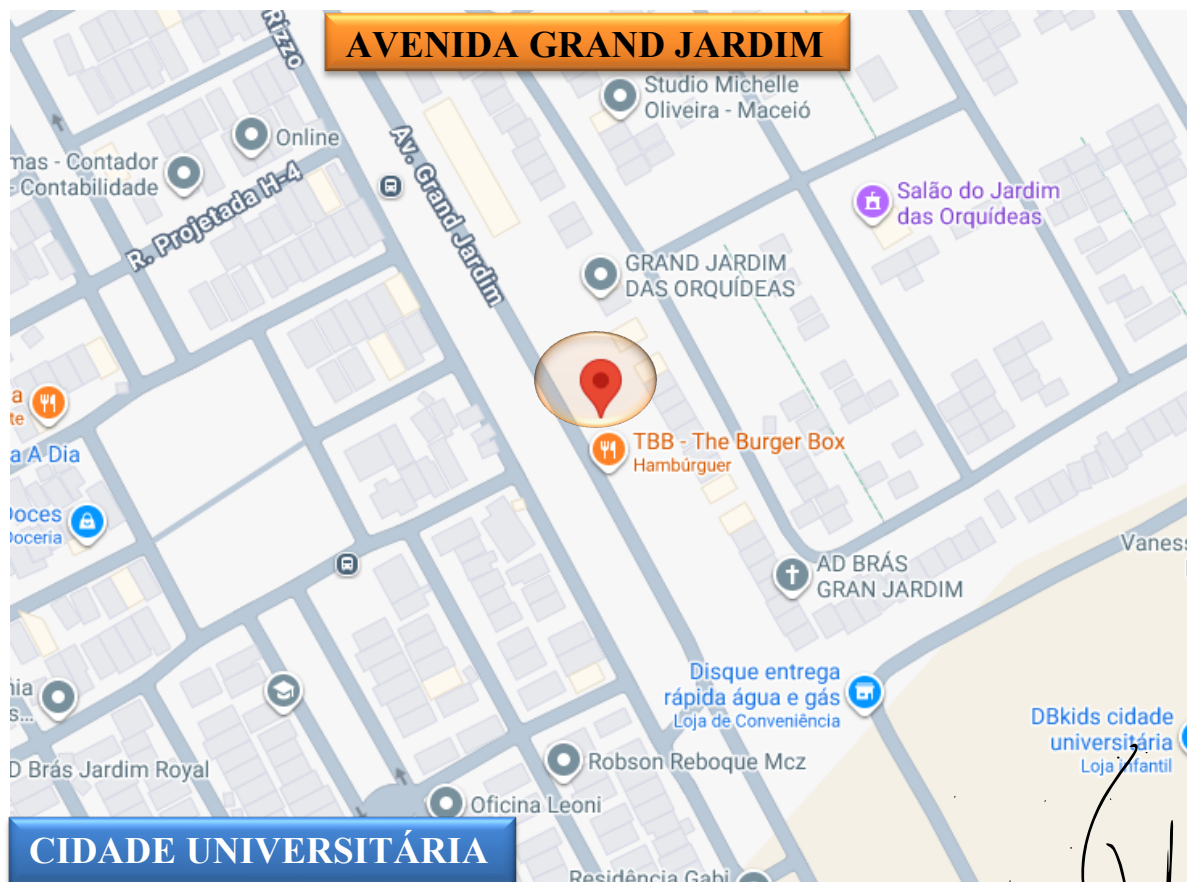 AVENIDA GRAND JARDIM
Rizzo
Studio Michelle
Oliveira - Maceió
Online
mas - Contador
- Contabilidade
R. Projetada H-4
Av. Grand Jardim
Salão do Jardim
das Orquídeas
GRAND JARDIM
DAS ORQUÍDEAS
a
te
a A Dia
TBB - The Burger Box
Hambúrguer
Doces
Doceria
Vaness
AD BRÁS
GRAN JARDIM
Disque entrega
rápida água e gás
Loja de Conveniência
nia
s...
DBkids cidade
universitária
Loja infantil
D Brás Jardim Royal
Robson Reboque Mcz
Oficina Leoni
CIDADE UNIVERSITÁRIA
Residência Gabi